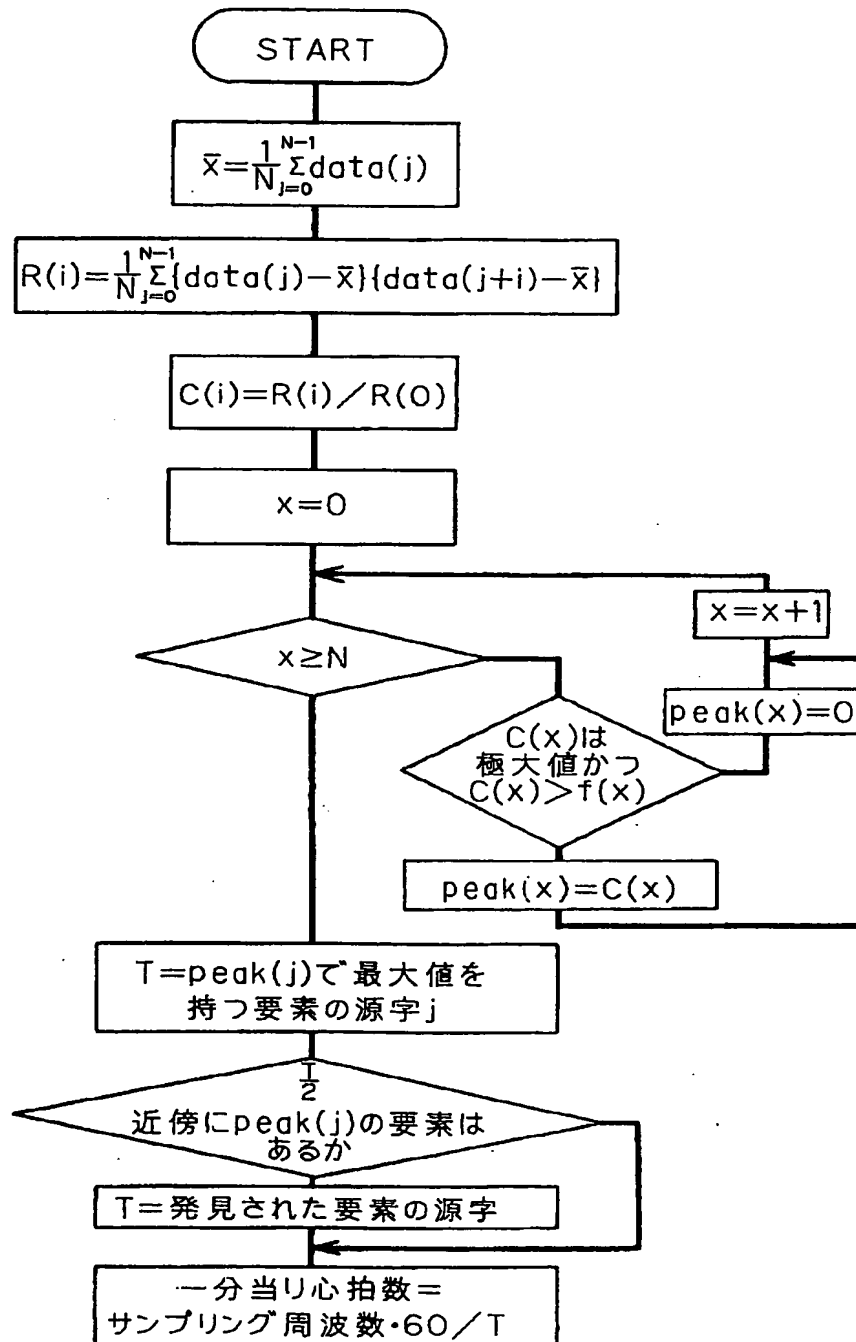 START
x̄=1/N Σ_{j=0}^{N-1} data(j)
R(i)=1/N Σ_{j=0}^{N-1} {data(j)-x̄}{data(j+i)-x̄}
C(i)=R(i)/R(0)
x=0
x=x+1
x≥N
peak(x)=0
C(x)は
極大値かつ
C(x)>f(x)
peak(x)=C(x)
T=peak(j)で最大値を
持つ要素の源字j
T/2
近傍にpeak(j)の要素は
あるか
T=発見された要素の源字
一分当り心拍数=
サンプリング周波数・60/T